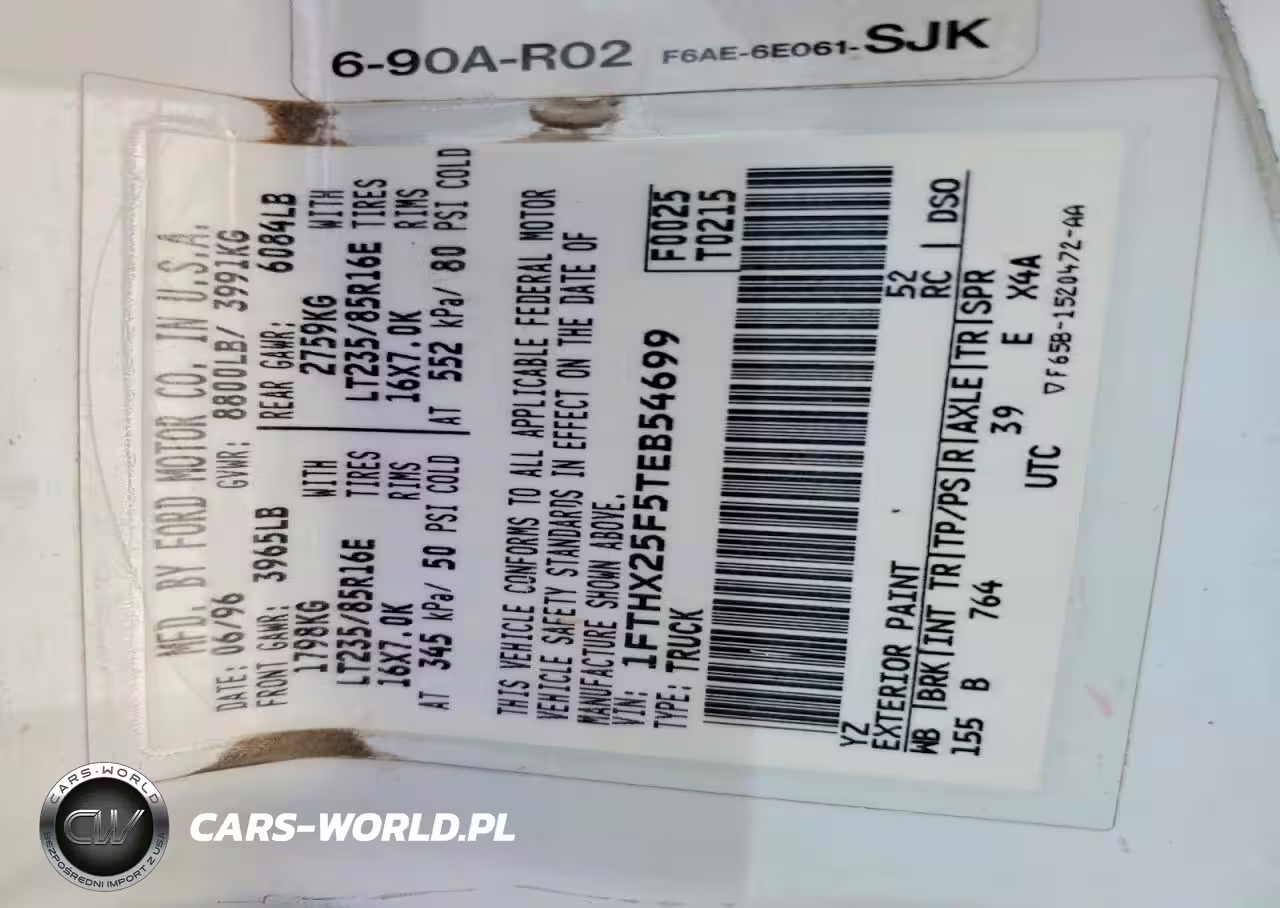 6-90A-R02 F6AE-6E061-SJK
MFD. BY FORD MOTOR CO. IN U.S.A.
DATE: 06/96 GVWR: 8800LB/ 3991KG
FRONT GAWR: 3965LB REAR GAWR: 6084LB
1798KG WITH 2759KG WITH
LT235/85R16E TIRES LT235/85R16E TIRES
16X7.0K RIMS 16X7.0K RIMS
AT 345 kPa/ 50 PSI COLD AT 552 kPa/ 80 PSI COLD
THIS VEHICLE CONFORMS TO ALL APPLICABLE FEDERAL MOTOR
VEHICLE SAFETY STANDARDS IN EFFECT ON THE DATE OF
MANUFACTURE SHOWN ABOVE.
VIN: 1FTHX25F5TEB54699 F0025
TYPE: TRUCK T0215
YZ 52
EXTERIOR PAINT RC DSO
WB BRK INT TR TP/PS R AXLE TR SPR
155 B 764 39 E X4A
UTC
▽F65B-1520472-AA
CARS-WORLD
CW
BEZPOŚREDNI IMPORT Z USA
CARS-WORLD.PL